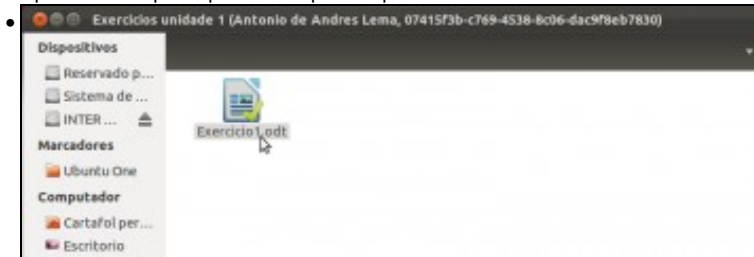 Exercicios unidade 1 (Antonio de Andres Lema, 07415f3b-c769-4538-8c06-dac9f8eb7830)
Dispositivos
Reservado p...
Sistema de ...
INTER ...
Marcadores
Ubuntu One
Computador
Cartafol per...
Escritorio
Exercicio1.odt